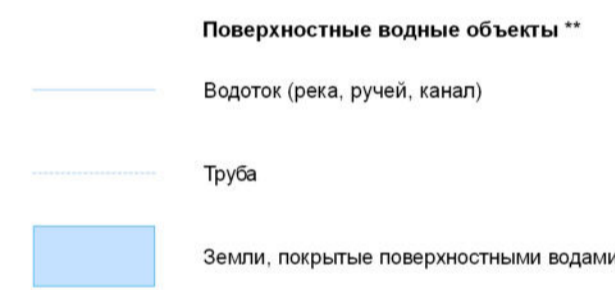 Поверхностные водные объекты **
Водоток (река, ручей, канал)
Труба
Земли, покрытые поверхностными водами